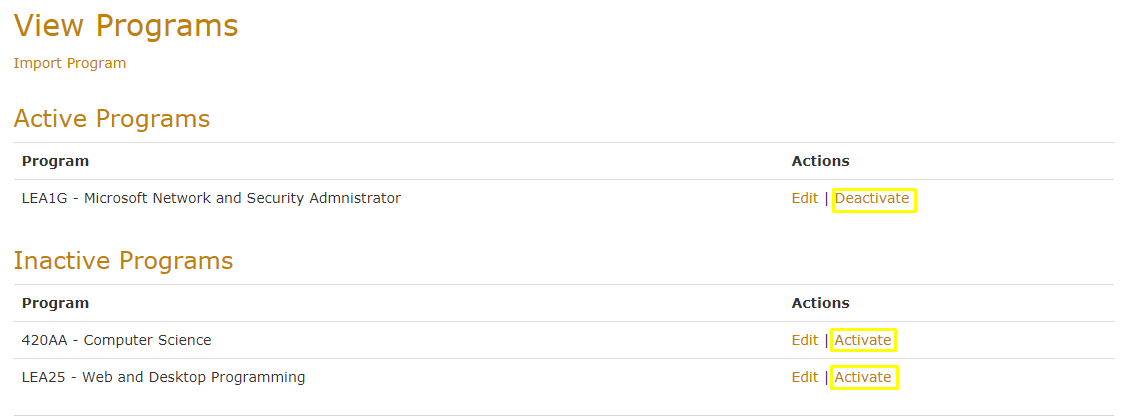 View Programs
Import Program
Active Programs
Program Actions
LEA1G - Microsoft Network and Security Admnistrator Edit | Deactivate
Inactive Programs
Program Actions
420AA - Computer Science Edit | Activate
LEA25 - Web and Desktop Programming Edit | Activate